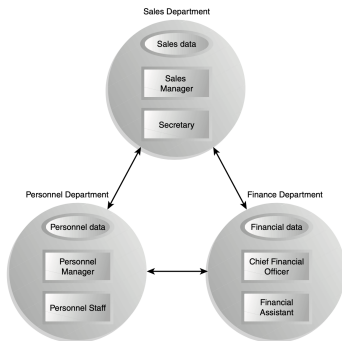 Sales Department
Sales data
Sales
Manager
Secretary
Personnel Department
Personnel data
Personnel
Manager
Personnel Staff
Finance Department
Financial data
Chief Financial
Officer
Financial
Assistant